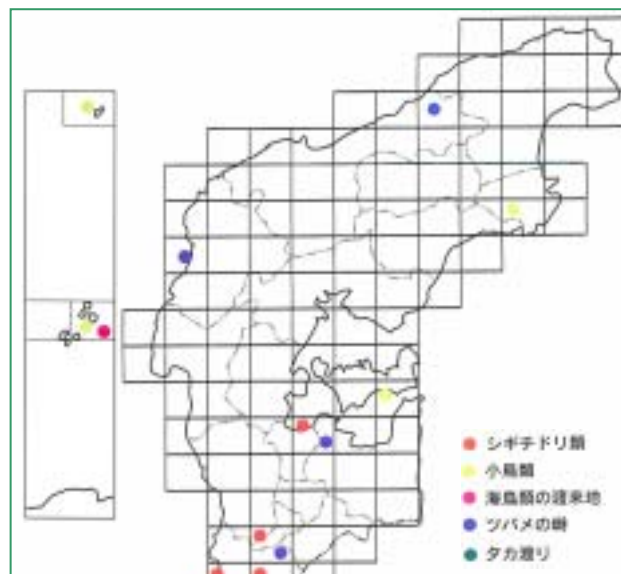 シギチドリ類
小鳥類
海鳥類の渡来地
ツバメの塒
タカ渡り